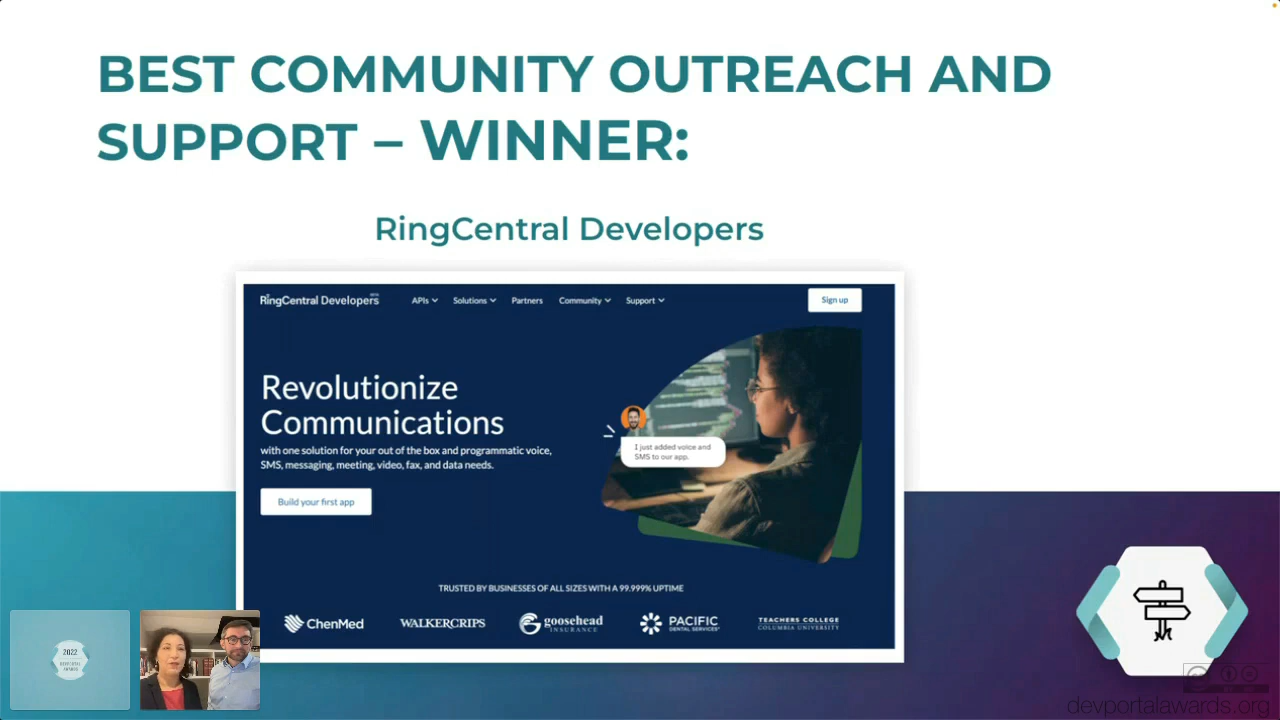 BEST COMMUNITY OUTREACH AND
SUPPORT – WINNER:
RingCentral Developers
RingCentral Developers
APIs
Solutions
Partners
Community
Support
Sign up
Revolutionize
Communications
with one solution for your out of the box and programmatic voice,
SMS, messaging, meeting, video, fax, and data needs.
I just added voice and
SMS to our app.
Build your first app
TRUSTED BY BUSINESSES OF ALL SIZES WITH A 99.999% UPTIME
ChenMed
WALKERCRIPS
goosehead
INSURANCE
PACIFIC
DENTAL SERVICES
TEACHERS COLLEGE
COLUMBIA UNIVERSITY
2022
DEVPORTAL
AWARDS
devportalawards.org